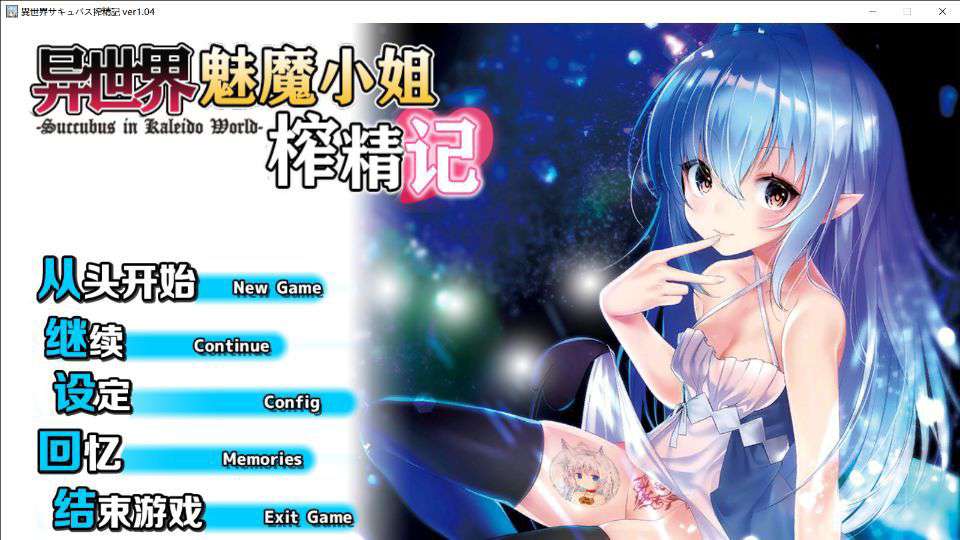 異世界サキュバス搾精記 ver1.04
异世界魅魔小姐
-Succubus in Kaleido World-
榨精记
从头开始 New Game
继续 Continue
设定 Config
回忆 Memories
结束游戏 Exit Game